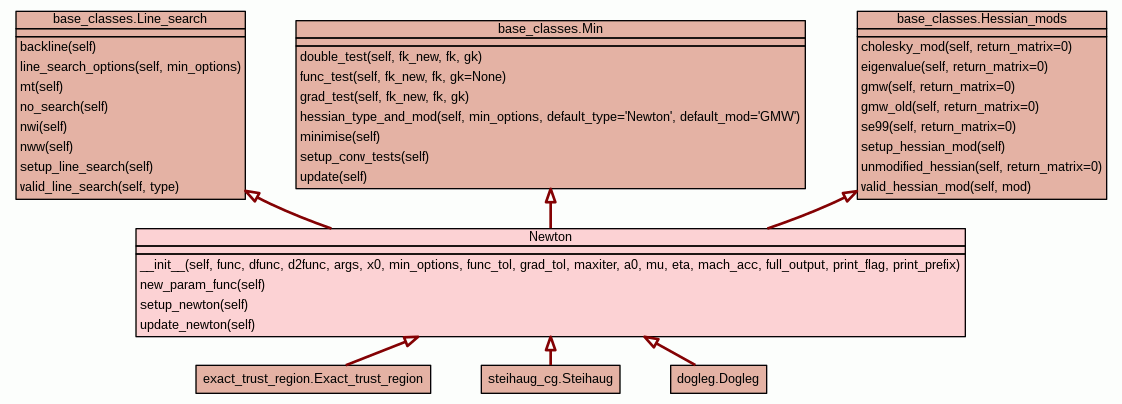 base_classes.Line_search
backline(self)
line_search_options(self, min_options)
mt(self)
no_search(self)
nwi(self)
nww(self)
setup_line_search(self)
valid_line_search(self, type)
base_classes.Min
double_test(self, fk_new, fk, gk)
func_test(self, fk_new, fk, gk=None)
grad_test(self, fk_new, fk, gk)
hessian_type_and_mod(self, min_options, default_type='Newton', default_mod='GMW')
minimise(self)
setup_conv_tests(self)
update(self)
base_classes.Hessian_mods
cholesky_mod(self, return_matrix=0)
eigenvalue(self, return_matrix=0)
gmw(self, return_matrix=0)
gmw_old(self, return_matrix=0)
se99(self, return_matrix=0)
setup_hessian_mod(self)
unmodified_hessian(self, return_matrix=0)
valid_hessian_mod(self, mod)
Newton
__init__(self, func, dfunc, d2func, args, x0, min_options, func_tol, grad_tol, maxiter, a0, mu, eta, mach_acc, full_output, print_flag, print_prefix)
new_param_func(self)
setup_newton(self)
update_newton(self)
exact_trust_region.Exact_trust_region
steihaug_cg.Steihaug
dogleg.Dogleg